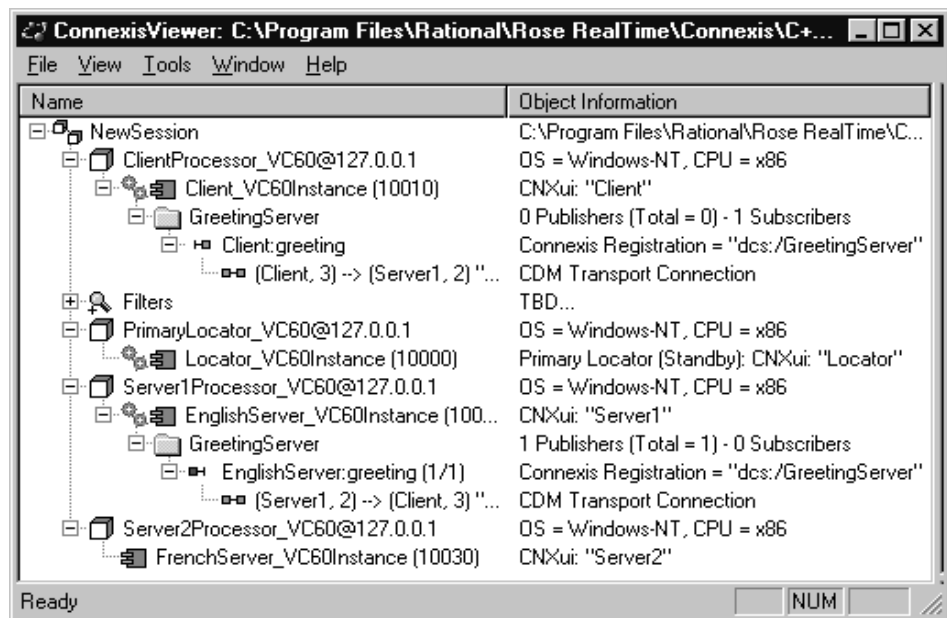 ConnexisViewer: C:\Program Files\Rational\Rose RealTime\Connexis\C+...
File View Tools Window Help
Name Object Information
NewSession C:\Program Files\Rational\Rose RealTime\C...
ClientProcessor_VC60@127.0.0.1 OS = Windows-NT, CPU = x86
Client_VC60Instance (10010) CNXui: "Client"
GreetingServer 0 Publishers (Total = 0) - 1 Subscribers
Client:greeting Connexis Registration = "dcs:/GreetingServer"
(Client, 3) --> (Server1, 2) "... CDM Transport Connection
Filters TBD...
PrimaryLocator_VC60@127.0.0.1 OS = Windows-NT, CPU = x86
Locator_VC60Instance (10000) Primary Locator (Standby): CNXui: "Locator"
Server1Processor_VC60@127.0.0.1 OS = Windows-NT, CPU = x86
EnglishServer_VC60Instance (100... CNXui: "Server1"
GreetingServer 1 Publishers (Total = 1) - 0 Subscribers
EnglishServer:greeting (1/1) Connexis Registration = "dcs:/GreetingServer"
(Server1, 2) --> (Client, 3) "... CDM Transport Connection
Server2Processor_VC60@127.0.0.1 OS = Windows-NT, CPU = x86
FrenchServer_VC60Instance (10030) CNXui: "Server2"
Ready NUM